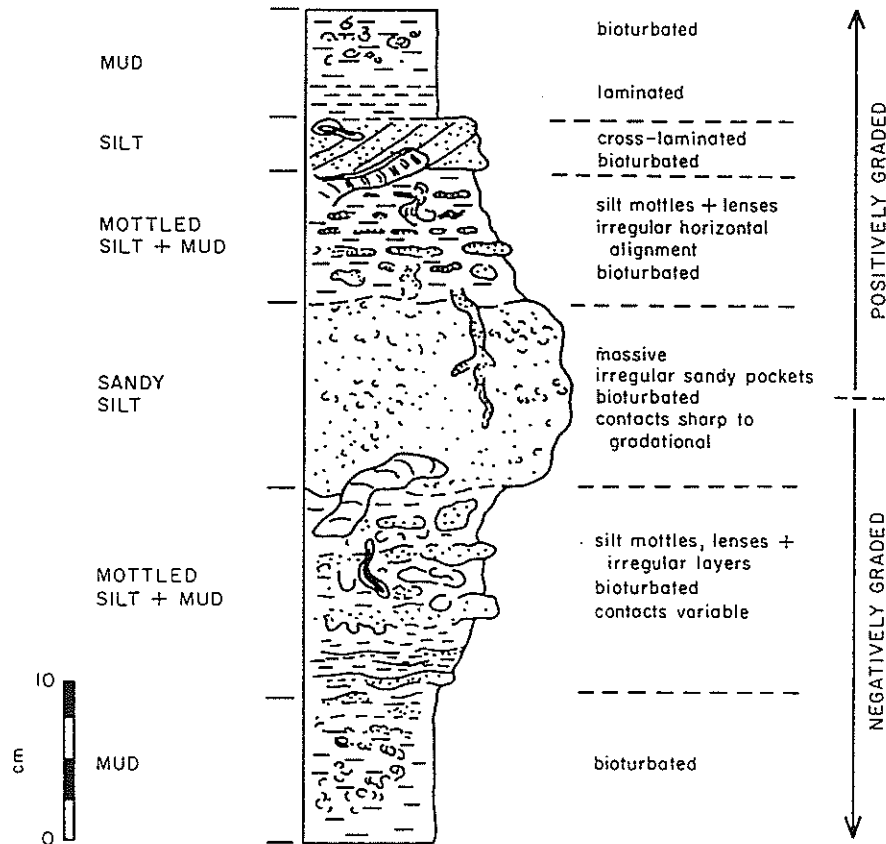 MUD
bioturbated
laminated
SILT
cross-laminated
bioturbated
MOTTLED
SILT + MUD
silt mottles + lenses
irregular horizontal
alignment
bioturbated
SANDY
SILT
massive
irregular sandy pockets
bioturbated
contacts sharp to
gradational
MOTTLED
SILT + MUD
silt mottles, lenses +
irregular layers
bioturbated
contacts variable
MUD
bioturbated
POSITIVELY GRADED
NEGATIVELY GRADED
10
cm
0